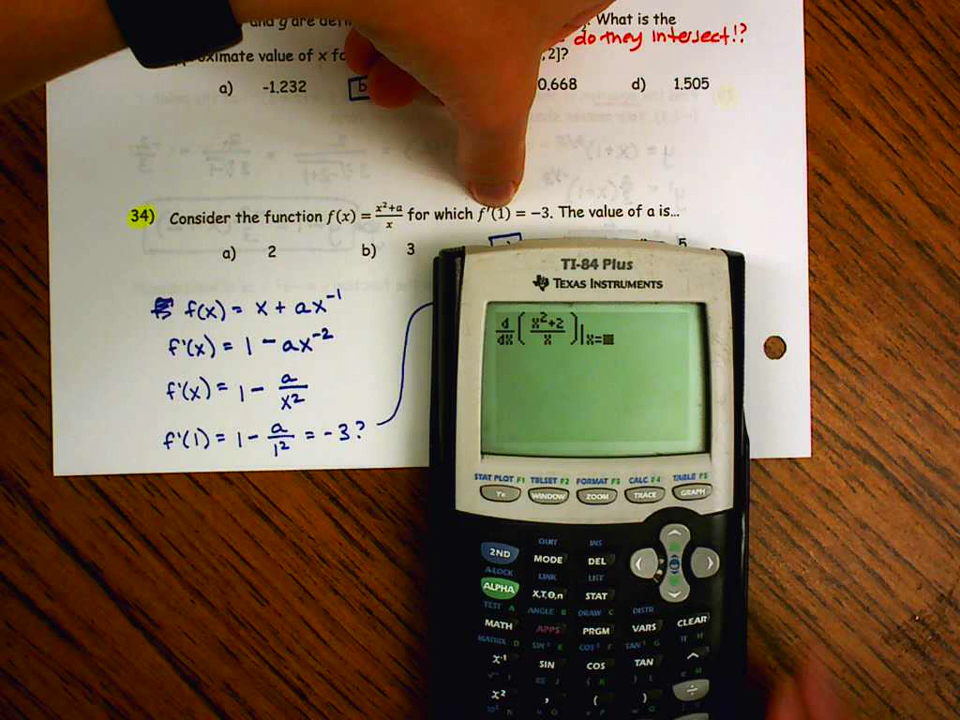 and g are defi
. What is the
do they intersect!?
oximate value of x fo
, 2]?
a) -1.232 b 0.668 d) 1.505
34) Consider the function f(x) = x²+a/x for which f'(1) = -3. The value of a is...
a) 2 b) 3 5
f(x) = x + ax⁻¹
f'(x) = 1 - ax⁻²
f'(x) = 1 - a/x²
f'(1) = 1 - a/1² = -3?
TI-84 Plus
TEXAS INSTRUMENTS
d/dX(X²+2/X)|X=
STAT PLOT F1 TBLSET F2 FORMAT F3 CALC F4 TABLE F5
Y= WINDOW ZOOM TRACE GRAPH
QUIT INS
2ND MODE DEL
A-LOCK LINK LIST
ALPHA X,T,Θ,n STAT
TEST A ANGLE B DRAW C DISTR
MATH APPS PRGM VARS CLEAR
MATRIX D SIN⁻¹ E COS⁻¹ F TAN⁻¹ G π H
x⁻¹ SIN COS TAN ^
x² , ( ) ÷